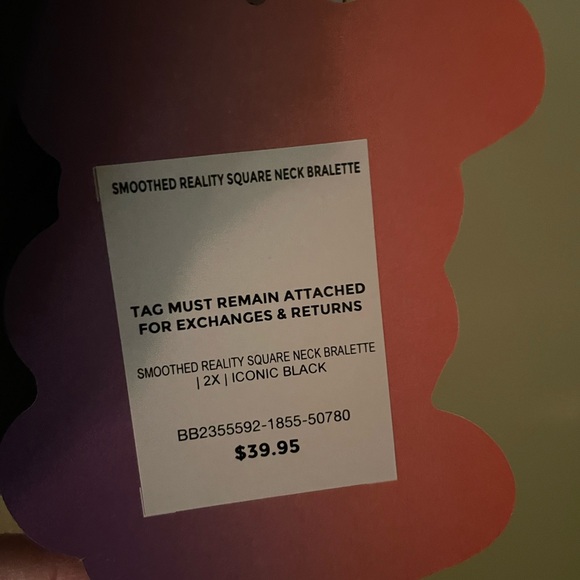 SMOOTHED REALITY SQUARE NECK BRALETTE
TAG MUST REMAIN ATTACHED
FOR EXCHANGES & RETURNS
SMOOTHED REALITY SQUARE NECK BRALETTE
| 2X | ICONIC BLACK
BB2355592-1855-50780
$39.95